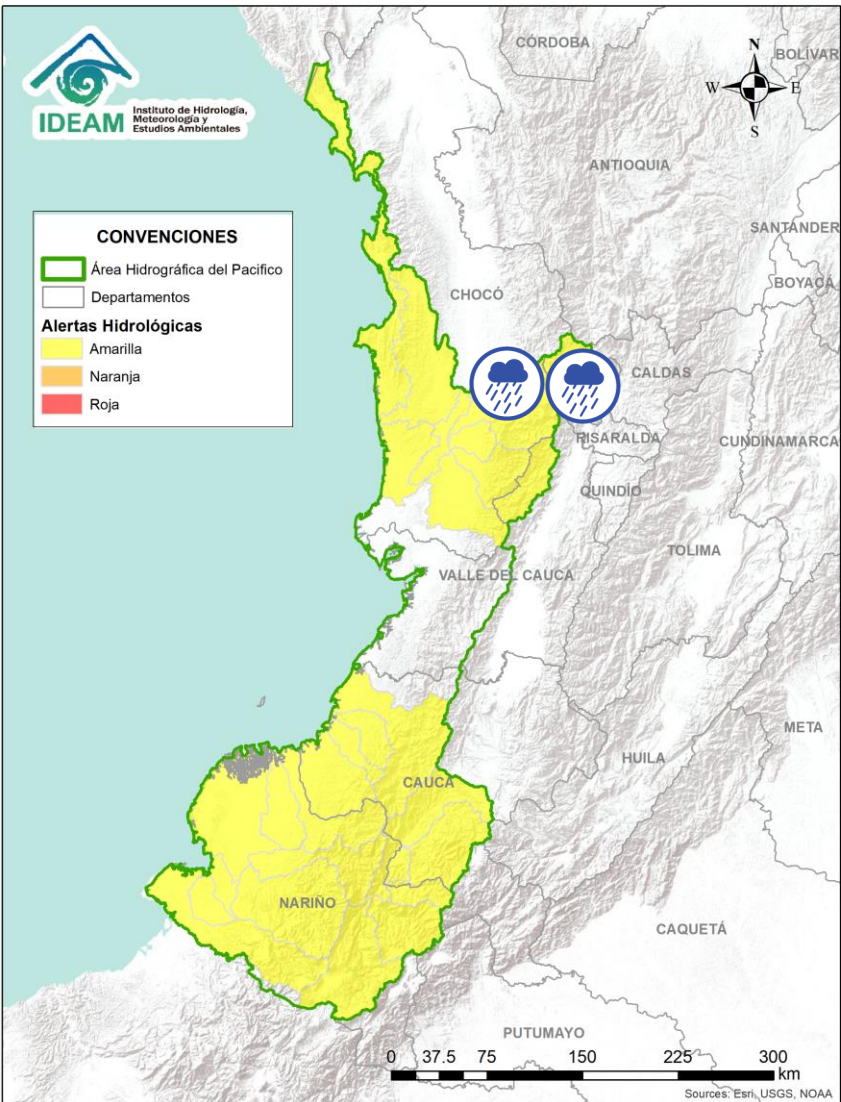 IDEAM
Instituto de Hidrología,
Meteorología y
Estudios Ambientales
CONVENCIONES
Área Hidrográfica del Pacifico
Departamentos
Alertas Hidrológicas
Amarilla
Naranja
Roja
N
W
E
S
CÓRDOBA
BOLÍVAR
ANTIOQUIA
SANTANDER
BOYACÁ
CHOCÓ
CALDAS
RISARALDA
CUNDINAMARCA
QUINDÍO
TOLIMA
VALLE DEL CAUCA
META
HUILA
CAUCA
NARIÑO
CAQUETÁ
PUTUMAYO
0 37.5 75 150 225 300
km
Sources: Esri, USGS, NOAA